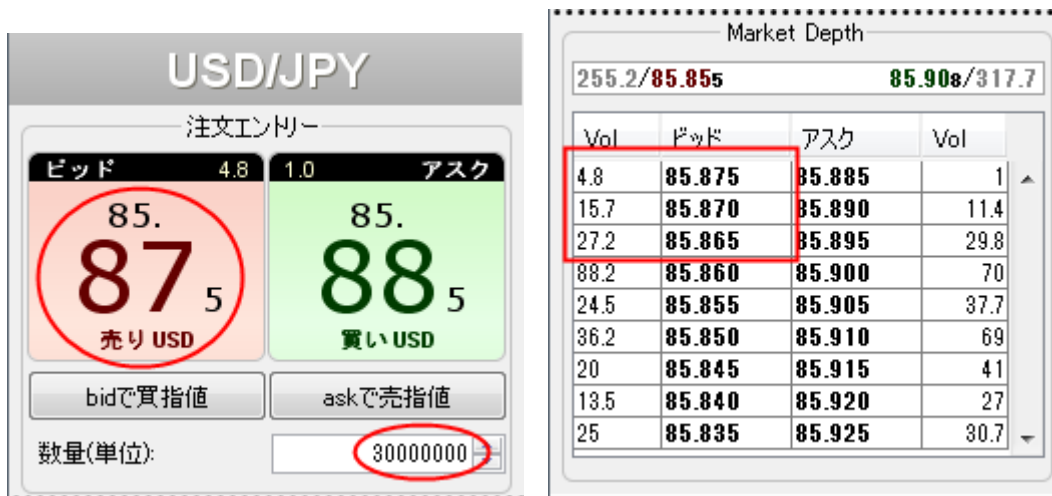 USD/JPY
注文エントリー
ビッド 4.8
85.
87 5
売り USD
1.0 アスク
85.
88 5
買い USD
bidで買指値
askで売指値
数量(単位): 30000000
Market Depth
255.2/85.855 85.908/317.7
Vol ビッド アスク Vol
4.8 85.875 85.885 1
15.7 85.870 85.890 11.4
27.2 85.865 85.895 29.8
88.2 85.860 85.900 70
24.5 85.855 85.905 37.7
36.2 85.850 85.910 69
20 85.845 85.915 41
13.5 85.840 85.920 27
25 85.835 85.925 30.7